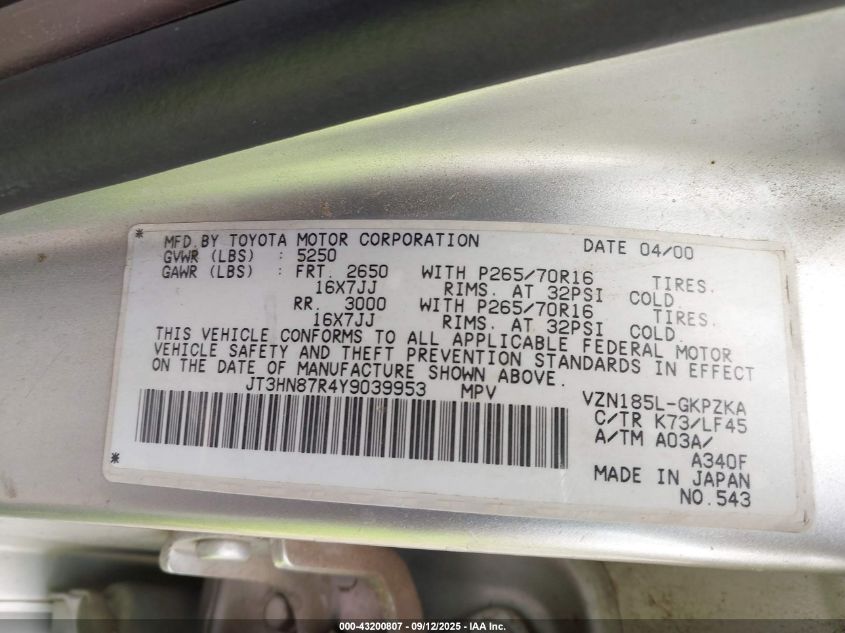 * MFD.BY TOYOTA MOTOR CORPORATION DATE 04/00
GVWR (LBS) : 5250
GAWR (LBS) : FRT. 2650 WITH P265/70R16 TIRES.
16X7JJ RIMS. AT 32PSI COLD
RR. 3000 WITH P265/70R16 TIRES.
16X7JJ RIMS. AT 32PSI COLD.
THIS VEHICLE CONFORMS TO ALL APPLICABLE FEDERAL MOTOR
VEHICLE SAFETY AND THEFT PREVENTION STANDARDS IN EFFECT
ON THE DATE OF MANUFACTURE SHOWN ABOVE.
JT3HN87R4Y9039953 MPV VZN185L-GKPZKA
C/TR K73/LF45
A/TM A03A/
A340F
* MADE IN JAPAN
NO.543
000-43200807 - 09/12/2025 - IAA Inc.